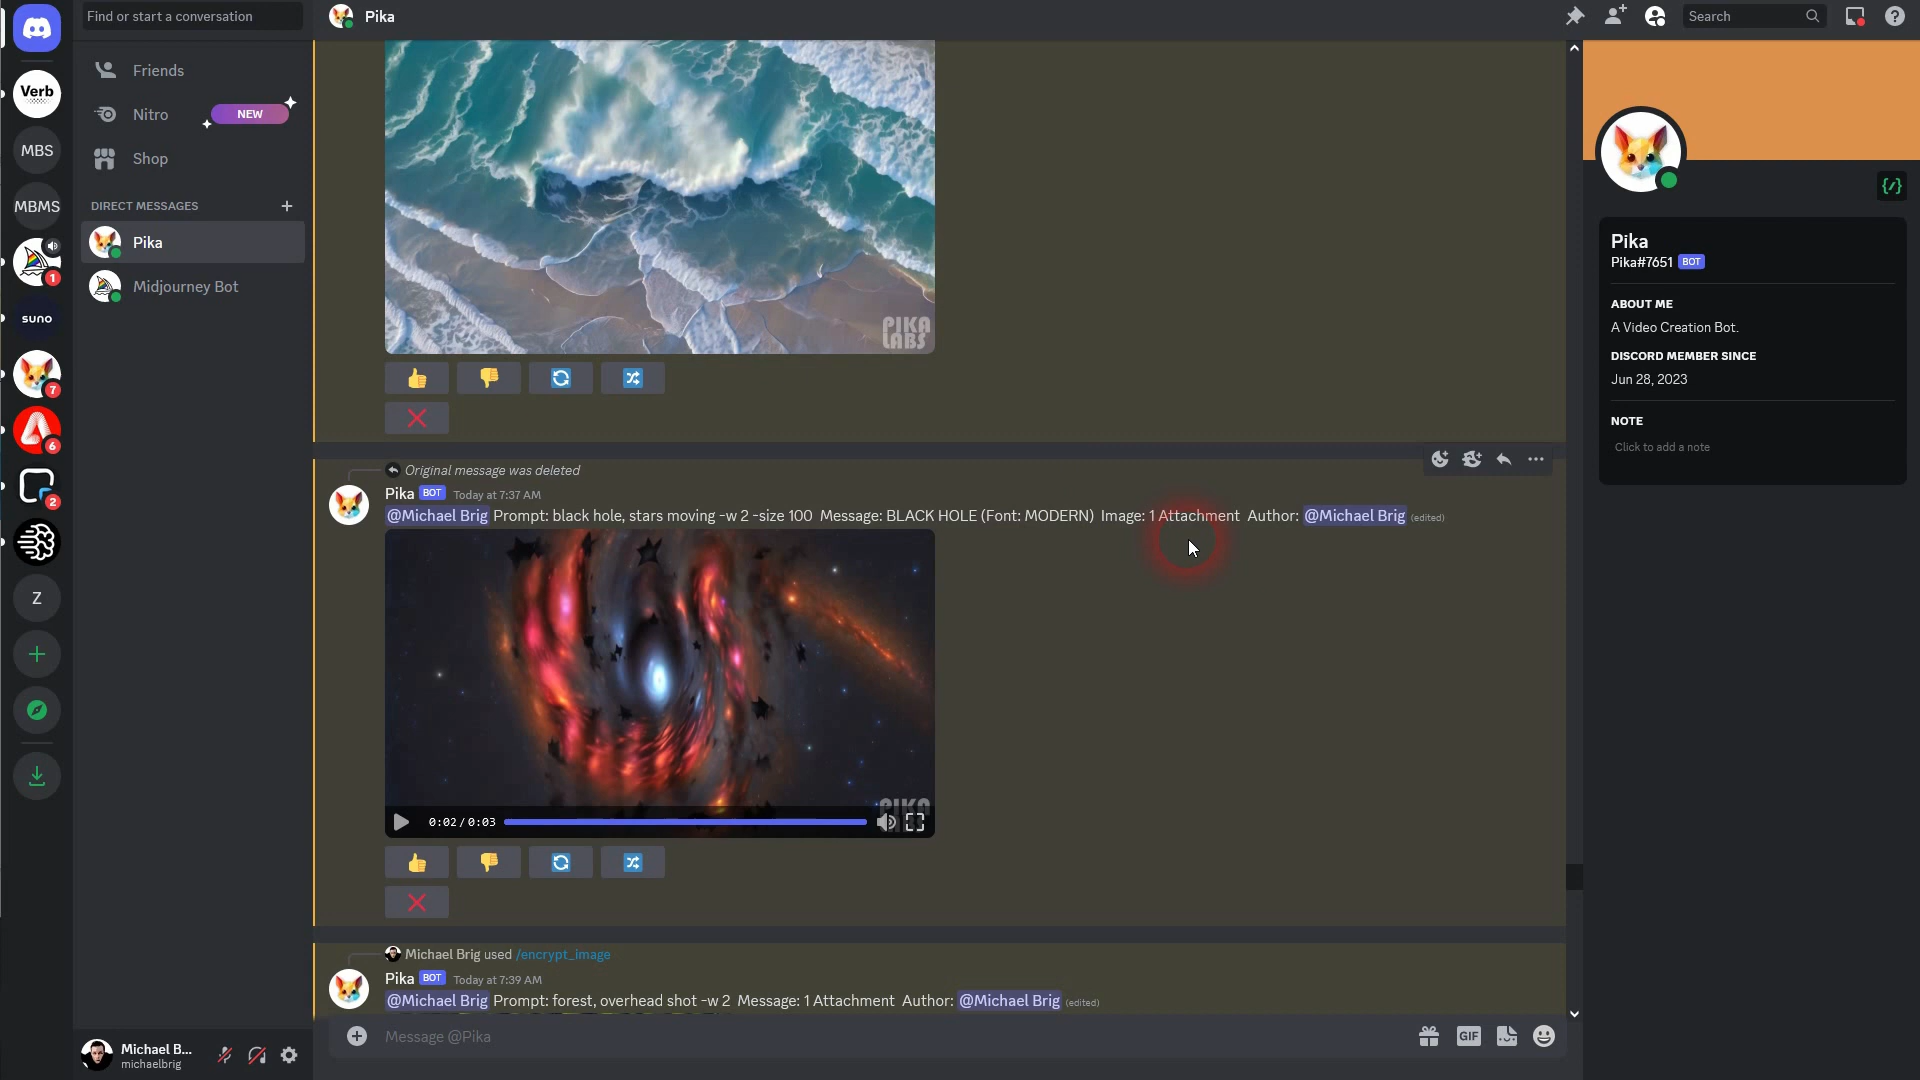 Find or start a conversation
Pika
Search
Verb
Friends
Nitro
NEW
MBS
Shop
MBMS
DIRECT MESSAGES
Pika
Midjourney Bot
1
suno
7
6
2
Z
PIKA
LABS
Original message was deleted
Pika BOT Today at 7:37 AM
@Michael Brig Prompt: black hole, stars moving -w 2 -size 100 Message: BLACK HOLE (Font: MODERN) Image: 1 Attachment Author: @Michael Brig (edited)
PIKA
0:02/0:03
Michael Brig used /encrypt_image
Pika BOT Today at 7:39 AM
@Michael Brig Prompt: forest, overhead shot -w 2 Message: 1 Attachment Author: @Michael Brig (edited)
Message @Pika
GIF
Michael B...
michaelbrig
Pika
Pika#7651 BOT
ABOUT ME
A Video Creation Bot.
DISCORD MEMBER SINCE
Jun 28, 2023
NOTE
Click to add a note